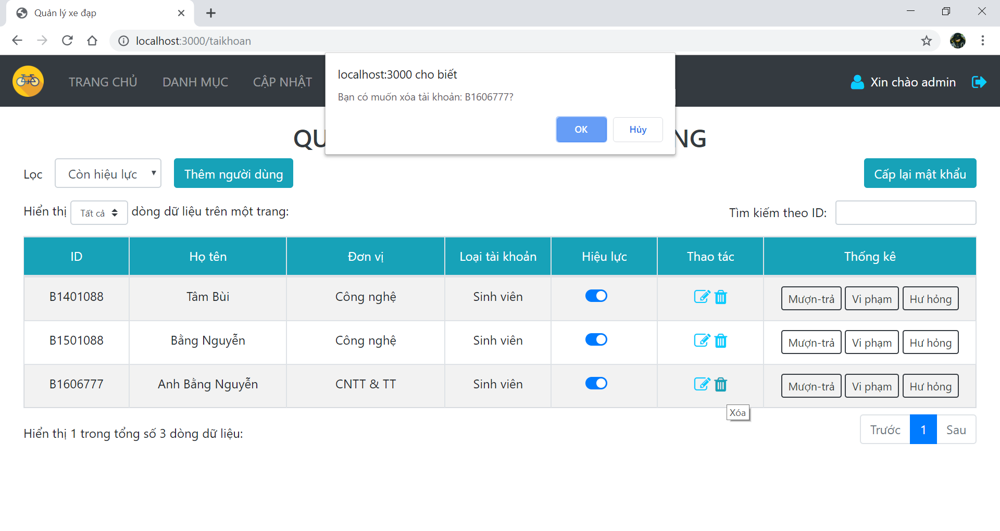 Quản lý xe đạp
localhost:3000/taikhoan
TRANG CHỦ DANH MỤC CẬP NHẬT
Xin chào admin
localhost:3000 cho biết
Bạn có muốn xóa tài khoản: B1606777?
OK Hủy
Lọc Còn hiệu lực Thêm người dùng Cấp lại mật khẩu
Hiển thị Tất cả dòng dữ liệu trên một trang: Tìm kiếm theo ID:
ID Họ tên Đơn vị Loại tài khoản Hiệu lực Thao tác Thống kê
B1401088 Tâm Bùi Công nghệ Sinh viên Mượn-trả Vi phạm Hư hỏng
B1501088 Bằng Nguyễn Công nghệ Sinh viên Mượn-trả Vi phạm Hư hỏng
B1606777 Anh Bằng Nguyễn CNTT & TT Sinh viên Mượn-trả Vi phạm Hư hỏng
Xóa
Hiển thị 1 trong tổng số 3 dòng dữ liệu: Trước 1 Sau